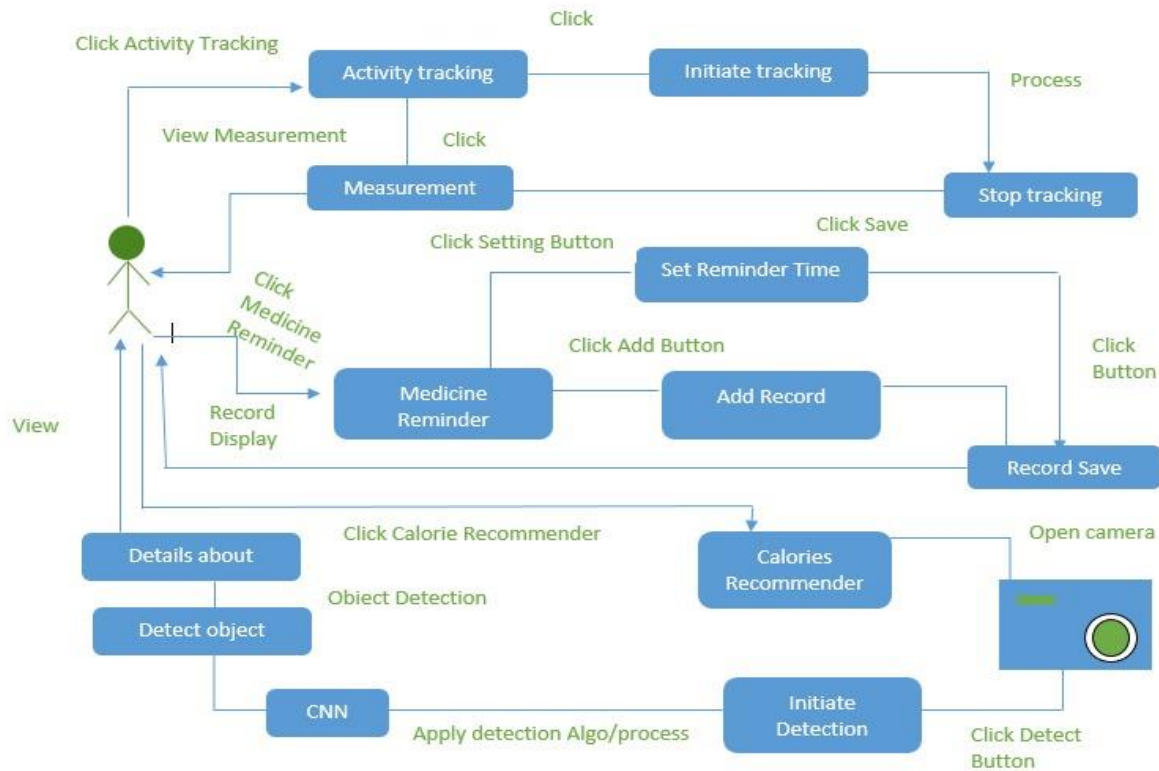 Click
Click Activity Tracking
Activity tracking
Initiate tracking
Process
View Measurement
Click
Measurement
Stop tracking
Click Save
Click Setting Button
Set Reminder Time
Click
Medicine
Reminder
Click Add Button
Click
Button
Medicine
Reminder
Add Record
Record
Display
View
Record Save
Click Calorie Recommender
Open camera
Details about
Calories
Recommender
Obiect Detection
Detect object
Initiate
Detection
CNN
Apply detection Algo/process
Click Detect
Button